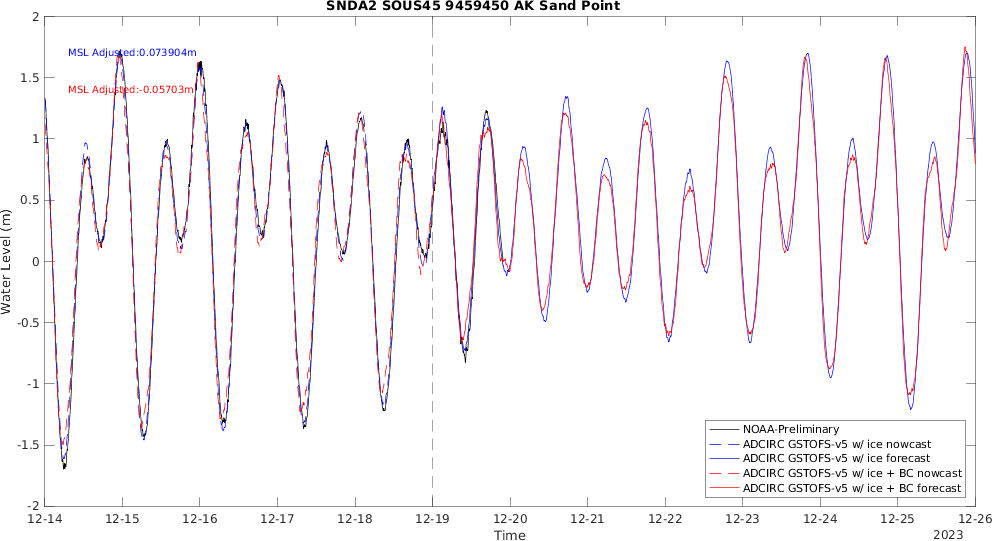 SNDA2 SOUS45 9459450 AK Sand Point
2
MSL Adjusted:0.073904m
1.5
MSL Adjusted:-0.05703m
1
0.5
0
-0.5
-1
-1.5
-2
Water Level (m)
NOAA-Preliminary
ADCIRC GSTOFS-v5 w/ ice nowcast
ADCIRC GSTOFS-v5 w/ ice forecast
ADCIRC GSTOFS-v5 w/ ice + BC nowcast
ADCIRC GSTOFS-v5 w/ ice + BC forecast
12-14 12-15 12-16 12-17 12-18 12-19 12-20 12-21 12-22 12-23 12-24 12-25 12-26
Time
2023